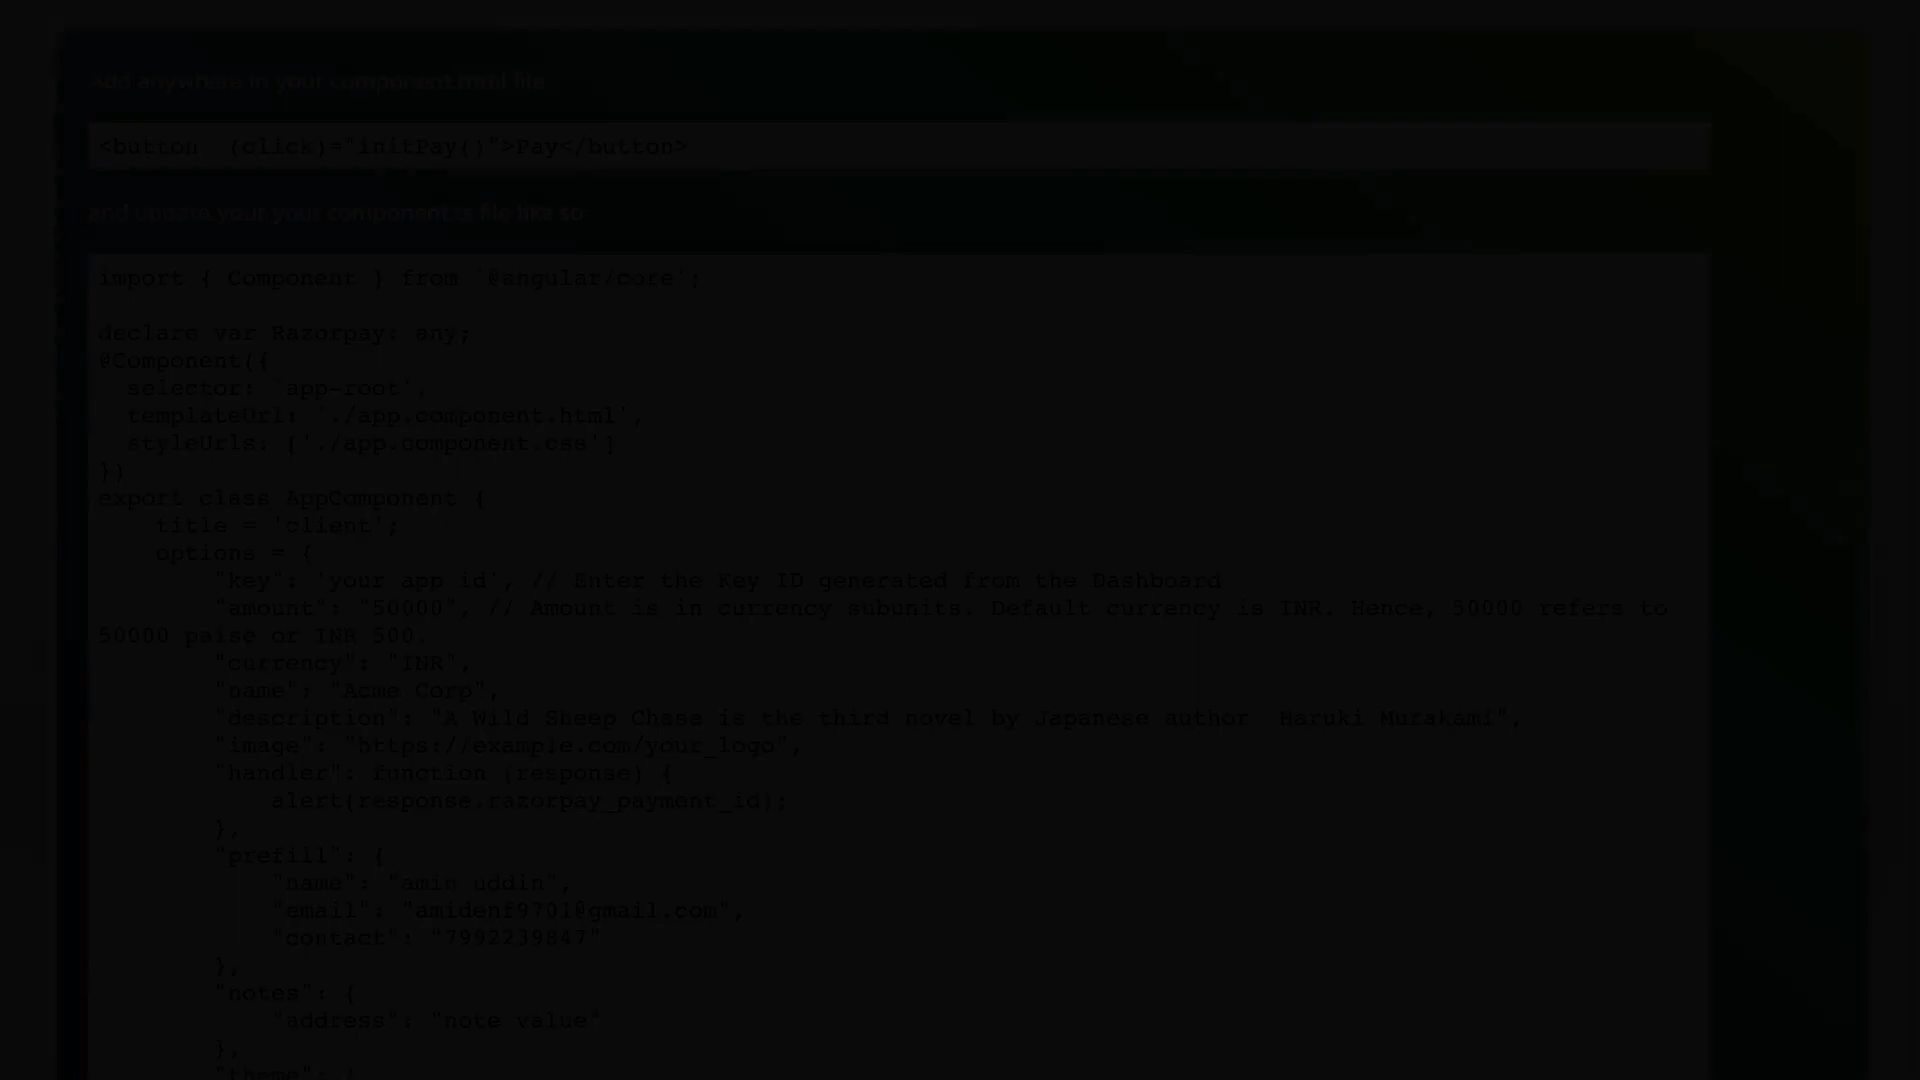 Add anywhere in your component.html file
<button  (click)="initPay()">Pay</button>
and update your your component.ts file like so
import { Component } from '@angular/core';
declare var Razorpay: any;
@Component({
  selector: 'app-root',
  templateUrl: './app.component.html',
  styleUrls: ['./app.component.css']
})
export class AppComponent {
    title = 'client';
    options = {
        "key": 'your app id', // Enter the Key ID generated from the Dashboard
        "amount": "50000", // Amount is in currency subunits. Default currency is INR. Hence, 50000 refers to
50000 paise or INR 500.
        "currency": "INR",
        "name": "Acme Corp",
        "description": "A Wild Sheep Chase is the third novel by Japanese author  Haruki Murakami",
        "image": "https://example.com/your_logo",
        "handler": function (response) {
            alert(response.razorpay_payment_id);
        },
        "prefill": {
            "name": "amin uddin",
            "email": "amidenf9701@gmail.com",
            "contact": "7992239847"
        },
        "notes": {
            "address": "note value"
        },
        "theme": {